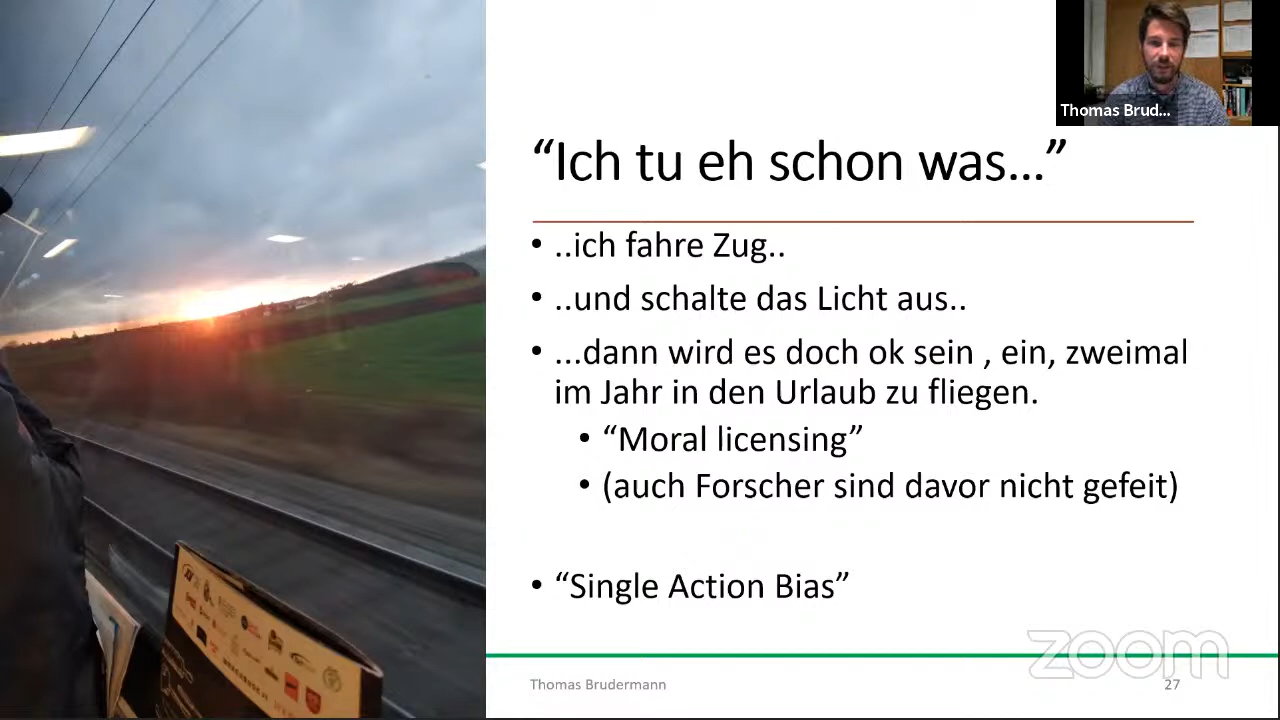 Thomas Brud...
“Ich tu eh schon was...”
• ..ich fahre Zug..
• ..und schalte das Licht aus..
• ...dann wird es doch ok sein , ein, zweimal
im Jahr in den Urlaub zu fliegen.
• “Moral licensing”
• (auch Forscher sind davor nicht gefeit)
• “Single Action Bias”
zoom
Thomas Brudermann
27